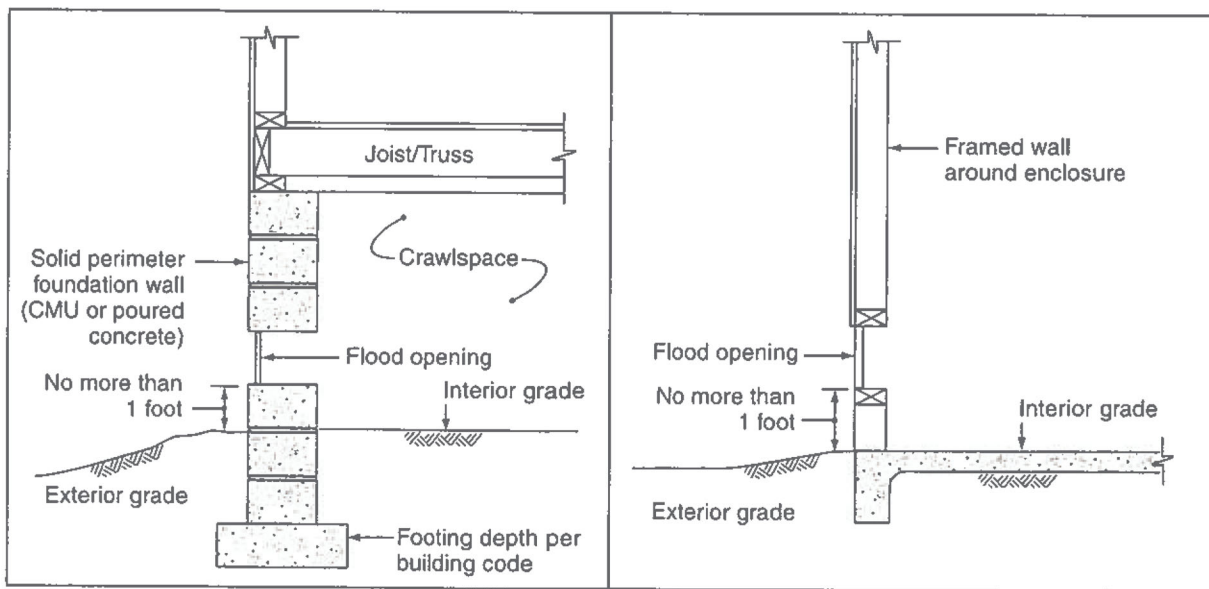 Joist/Truss
Solid perimeter
foundation wall
(CMU or poured
concrete)
Crawlspace
Flood opening
No more than
1 foot
Interior grade
Exterior grade
Footing depth per
building code
Framed wall
around enclosure
Flood opening
No more than
1 foot
Interior grade
Exterior grade